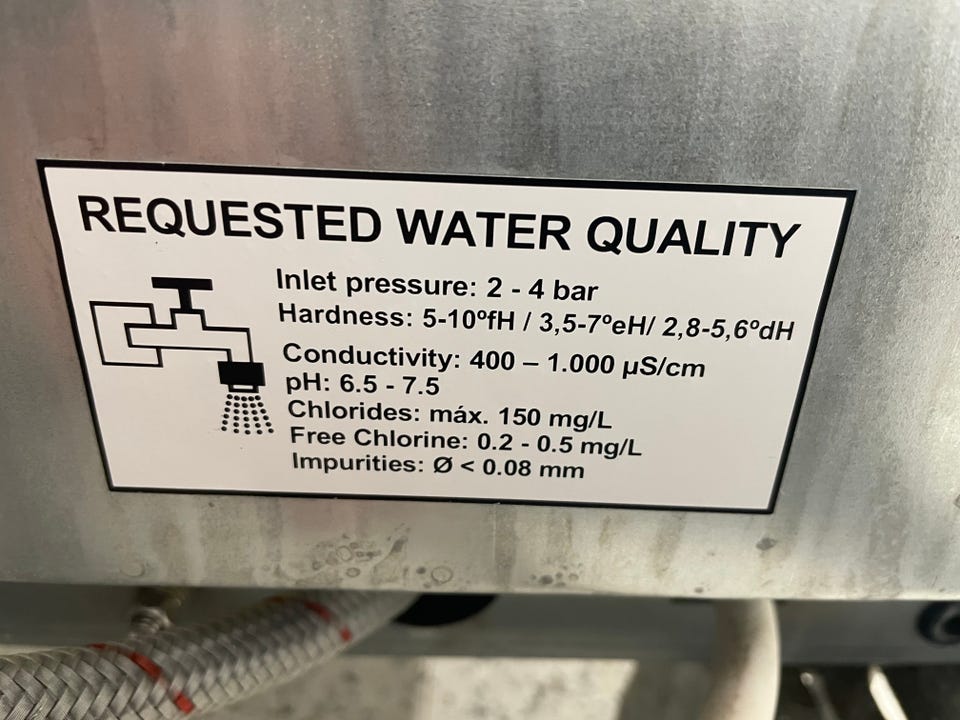 REQUESTED WATER QUALITY
Inlet pressure: 2 - 4 bar
Hardness: 5-10ºfH / 3,5-7ºeH/ 2,8-5,6ºdH
Conductivity: 400 – 1.000 µS/cm
pH: 6.5 - 7.5
Chlorides: máx. 150 mg/L
Free Chlorine: 0.2 - 0.5 mg/L
Impurities: Ø < 0.08 mm